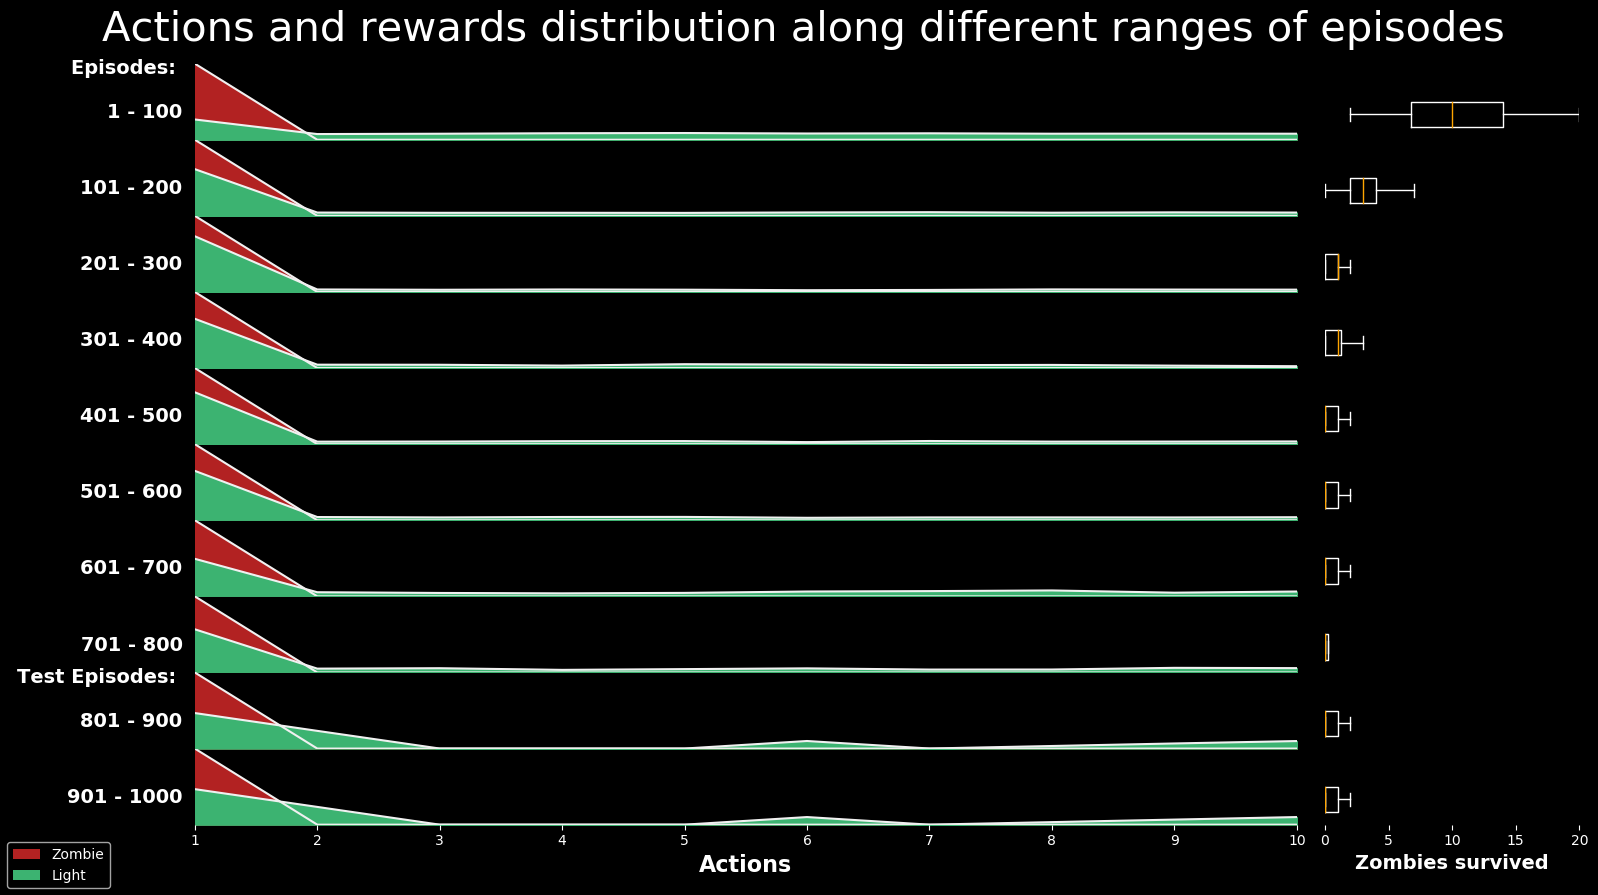 Actions and rewards distribution along different ranges of episodes
Episodes:
1 - 100
101 - 200
201 - 300
301 - 400
401 - 500
501 - 600
601 - 700
701 - 800
Test Episodes:
801 - 900
901 - 1000
1 2 3 4 5 6 7 8 9 10
0 5 10 15 20
Actions
Zombies survived
Zombie
Light